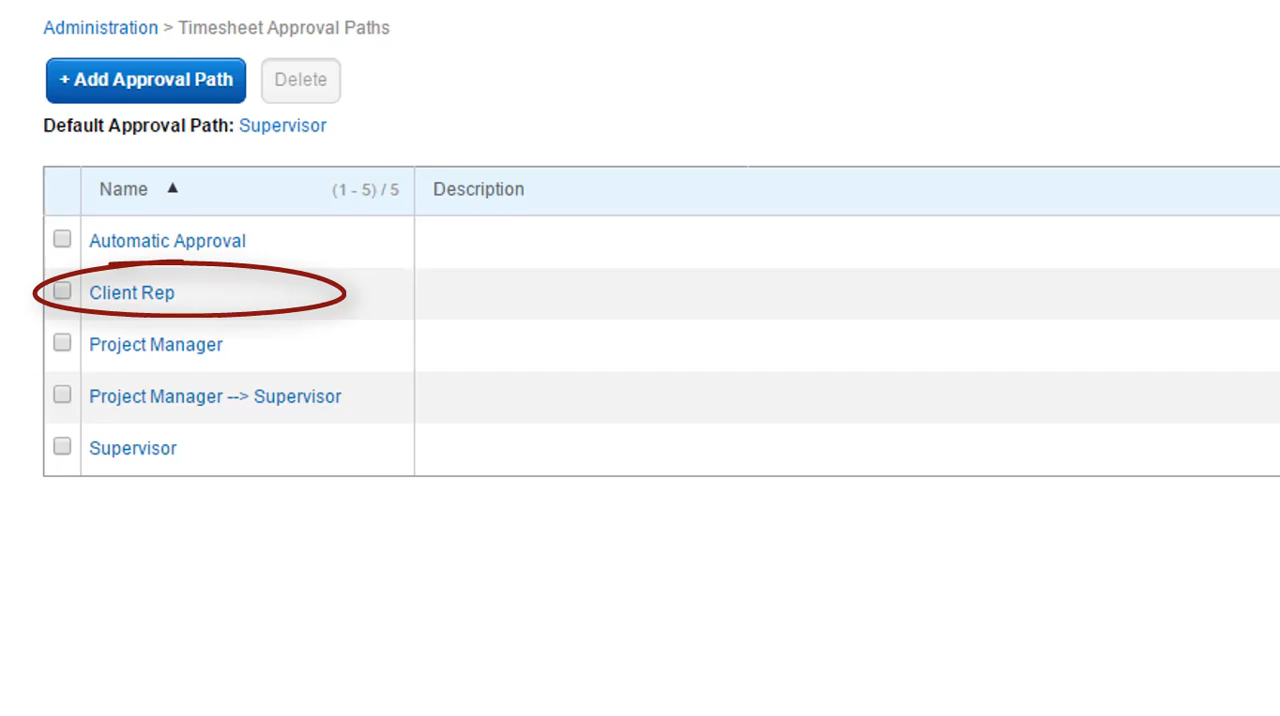 Administration > Timesheet Approval Paths
+ Add Approval Path Delete
Default Approval Path: Supervisor
Name ▲ (1 - 5) / 5 Description
Automatic Approval
Client Rep
Project Manager
Project Manager --> Supervisor
Supervisor